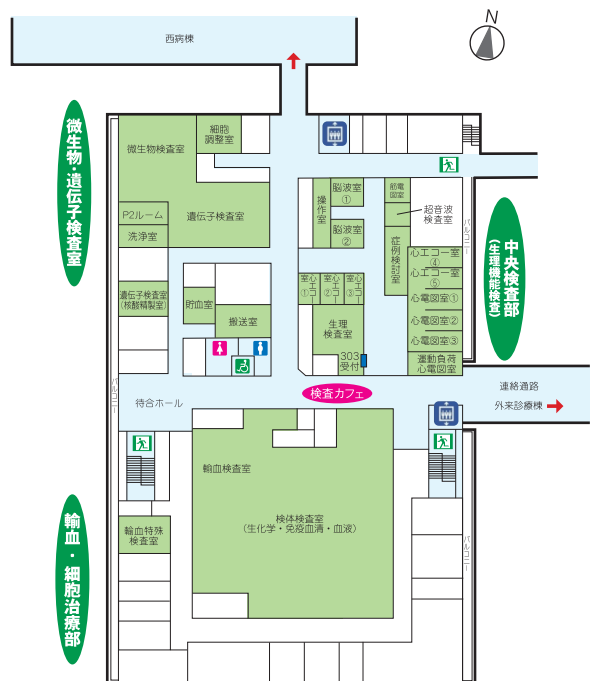 N
西病棟
微生物・遺伝子検査室
細胞
調整室
微生物検査室
P2ルーム
遺伝子検査室
洗浄室
遺伝子検査室
(核酸精製室)
貯血室
搬送室
操作室
脳波室
①
脳波室
②
筋電
図室
超音波
検査室
症例検討室
心エコー室
④
心エコー室
⑤
心電図室①
心電図室②
心電図室③
運動負荷
心電図室
心エコー室①
心エコー室②
心エコー室③
生理
検査室
303
受付
バルコニー
中央検査部
(生理機能検査)
検査カフェ
連絡通路
外来診療棟
バルコニー
待合ホール
輸血検査室
検体検査室
(生化学・免疫血清・血液)
輸血特殊
検査室
輸血・細胞治療部
バルコニー